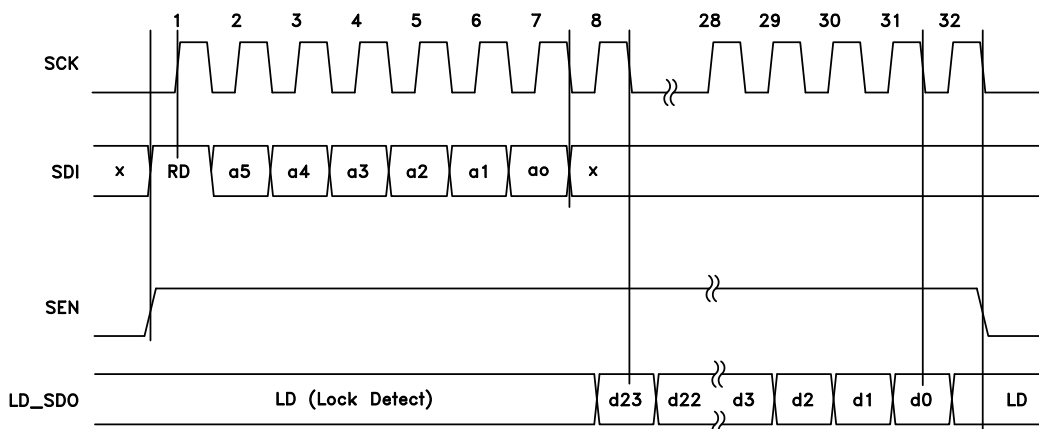 1 2 3 4 5 6 7 8 28 29 30 31 32
SCK
SDI x RD a5 a4 a3 a2 a1 ao x
SEN
LD_SDO LD (Lock Detect) d23 d22 d3 d2 d1 d0 LD